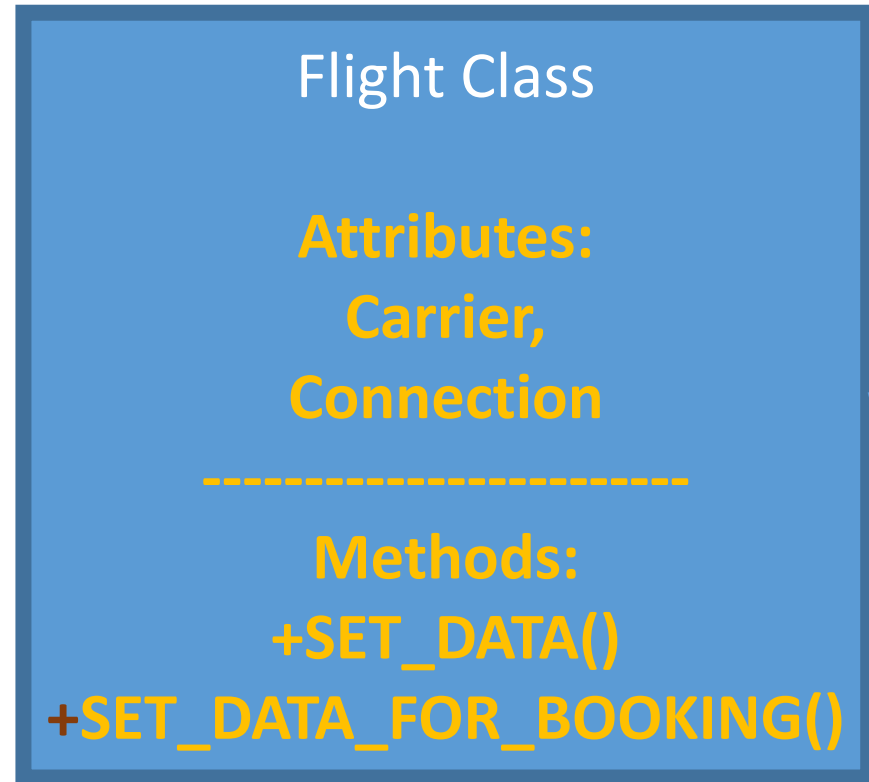 Flight Class
Attributes:
Carrier,
Connection
------------------------
Methods:
+SET_DATA()
+SET_DATA_FOR_BOOKING()